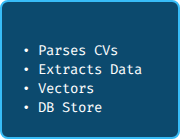 • Parses CVs
• Extracts Data
• Vectors
• DB Store